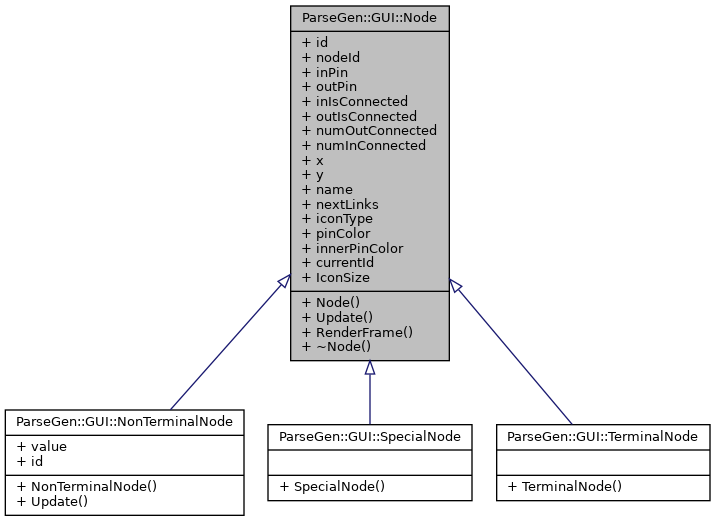 ParseGen::GUI::Node
+ id
+ nodeId
+ inPin
+ outPin
+ inIsConnected
+ outIsConnected
+ numOutConnected
+ numInConnected
+ x
+ y
+ name
+ nextLinks
+ iconType
+ pinColor
+ innerPinColor
+ currentId
+ IconSize
+ Node()
+ Update()
+ RenderFrame()
+ ~Node()
ParseGen::GUI::NonTerminalNode
+ value
+ id
+ NonTerminalNode()
+ Update()
ParseGen::GUI::SpecialNode
+ SpecialNode()
ParseGen::GUI::TerminalNode
+ TerminalNode()